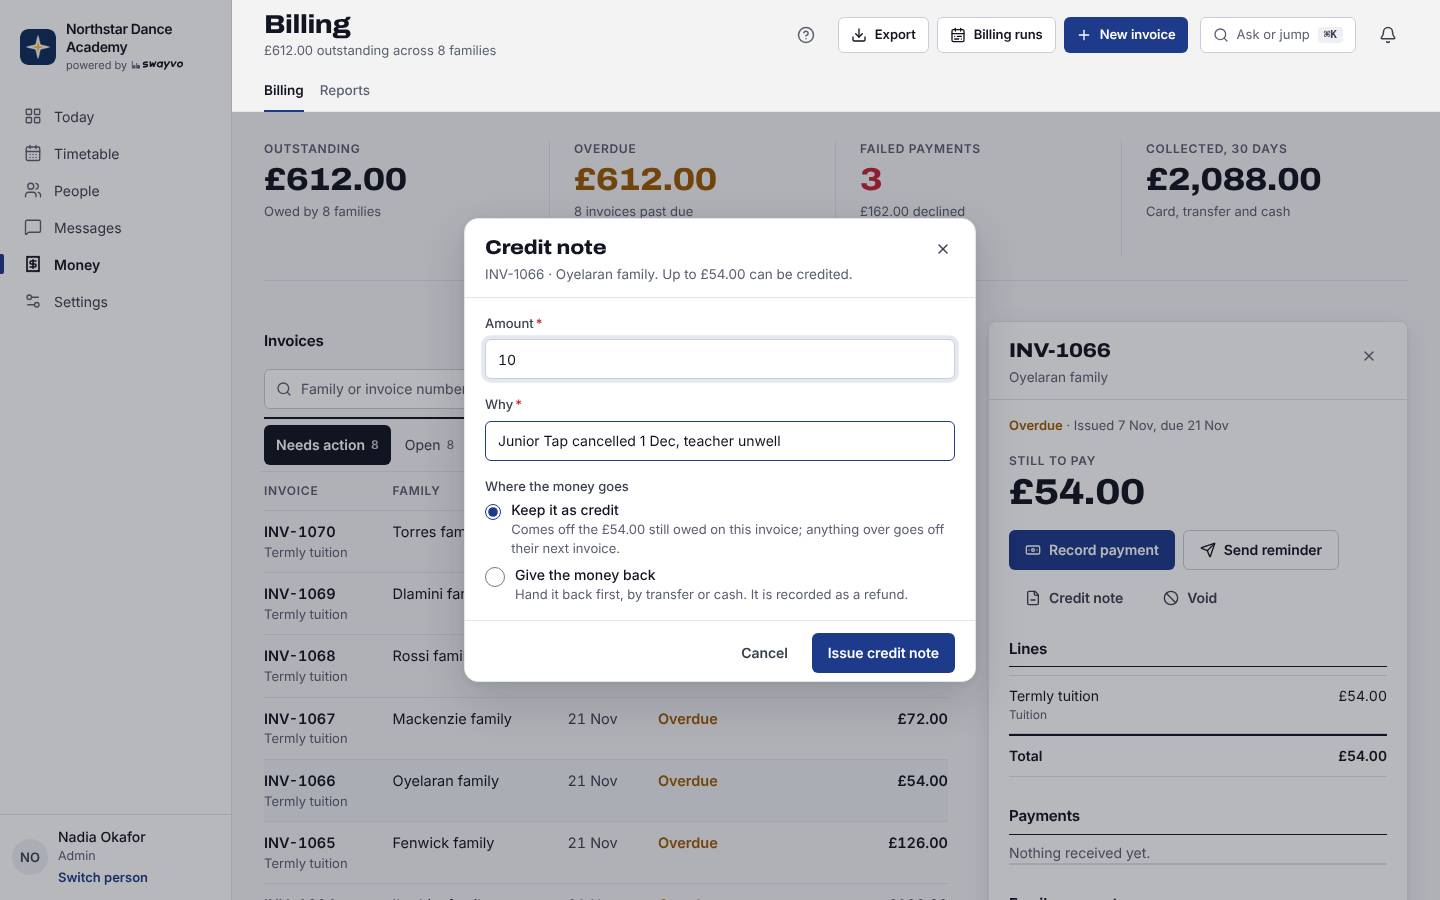 Northstar Dance
Academy
powered by swayvo
Today
Timetable
People
Messages
Money
Settings
Nadia Okafor
NO
Admin
Switch person
Billing
£612.00 outstanding across 8 families
Export
Billing runs
New invoice
Ask or jump ⌘K
Billing
Reports
OUTSTANDING
£612.00
Owed by 8 families
OVERDUE
£612.00
8 invoices past due
FAILED PAYMENTS
3
£162.00 declined
COLLECTED, 30 DAYS
£2,088.00
Card, transfer and cash
Invoices
Family or invoice number
Needs action 8
Open 8
INVOICE FAMILY
INV-1070 Torres
Termly tuition
INV-1069 Dlamini
Termly tuition
INV-1068 Rossi
Termly tuition
INV-1067 Mackenzie family 21 Nov Overdue £72.00
Termly tuition
INV-1066 Oyelaran family 21 Nov Overdue £54.00
Termly tuition
INV-1065 Fenwick family 21 Nov Overdue £126.00
Termly tuition
Credit note
INV-1066 · Oyelaran family. Up to £54.00 can be credited.
Amount *
10
Why *
Junior Tap cancelled 1 Dec, teacher unwell
Where the money goes
Keep it as credit
Comes off the £54.00 still owed on this invoice; anything over goes off
their next invoice.
Give the money back
Hand it back first, by transfer or cash. It is recorded as a refund.
Cancel
Issue credit note
INV-1066
Oyelaran family
Overdue · Issued 7 Nov, due 21 Nov
STILL TO PAY
£54.00
Record payment
Send reminder
Credit note
Void
Lines
Termly tuition £54.00
Tuition
Total £54.00
Payments
Nothing received yet.